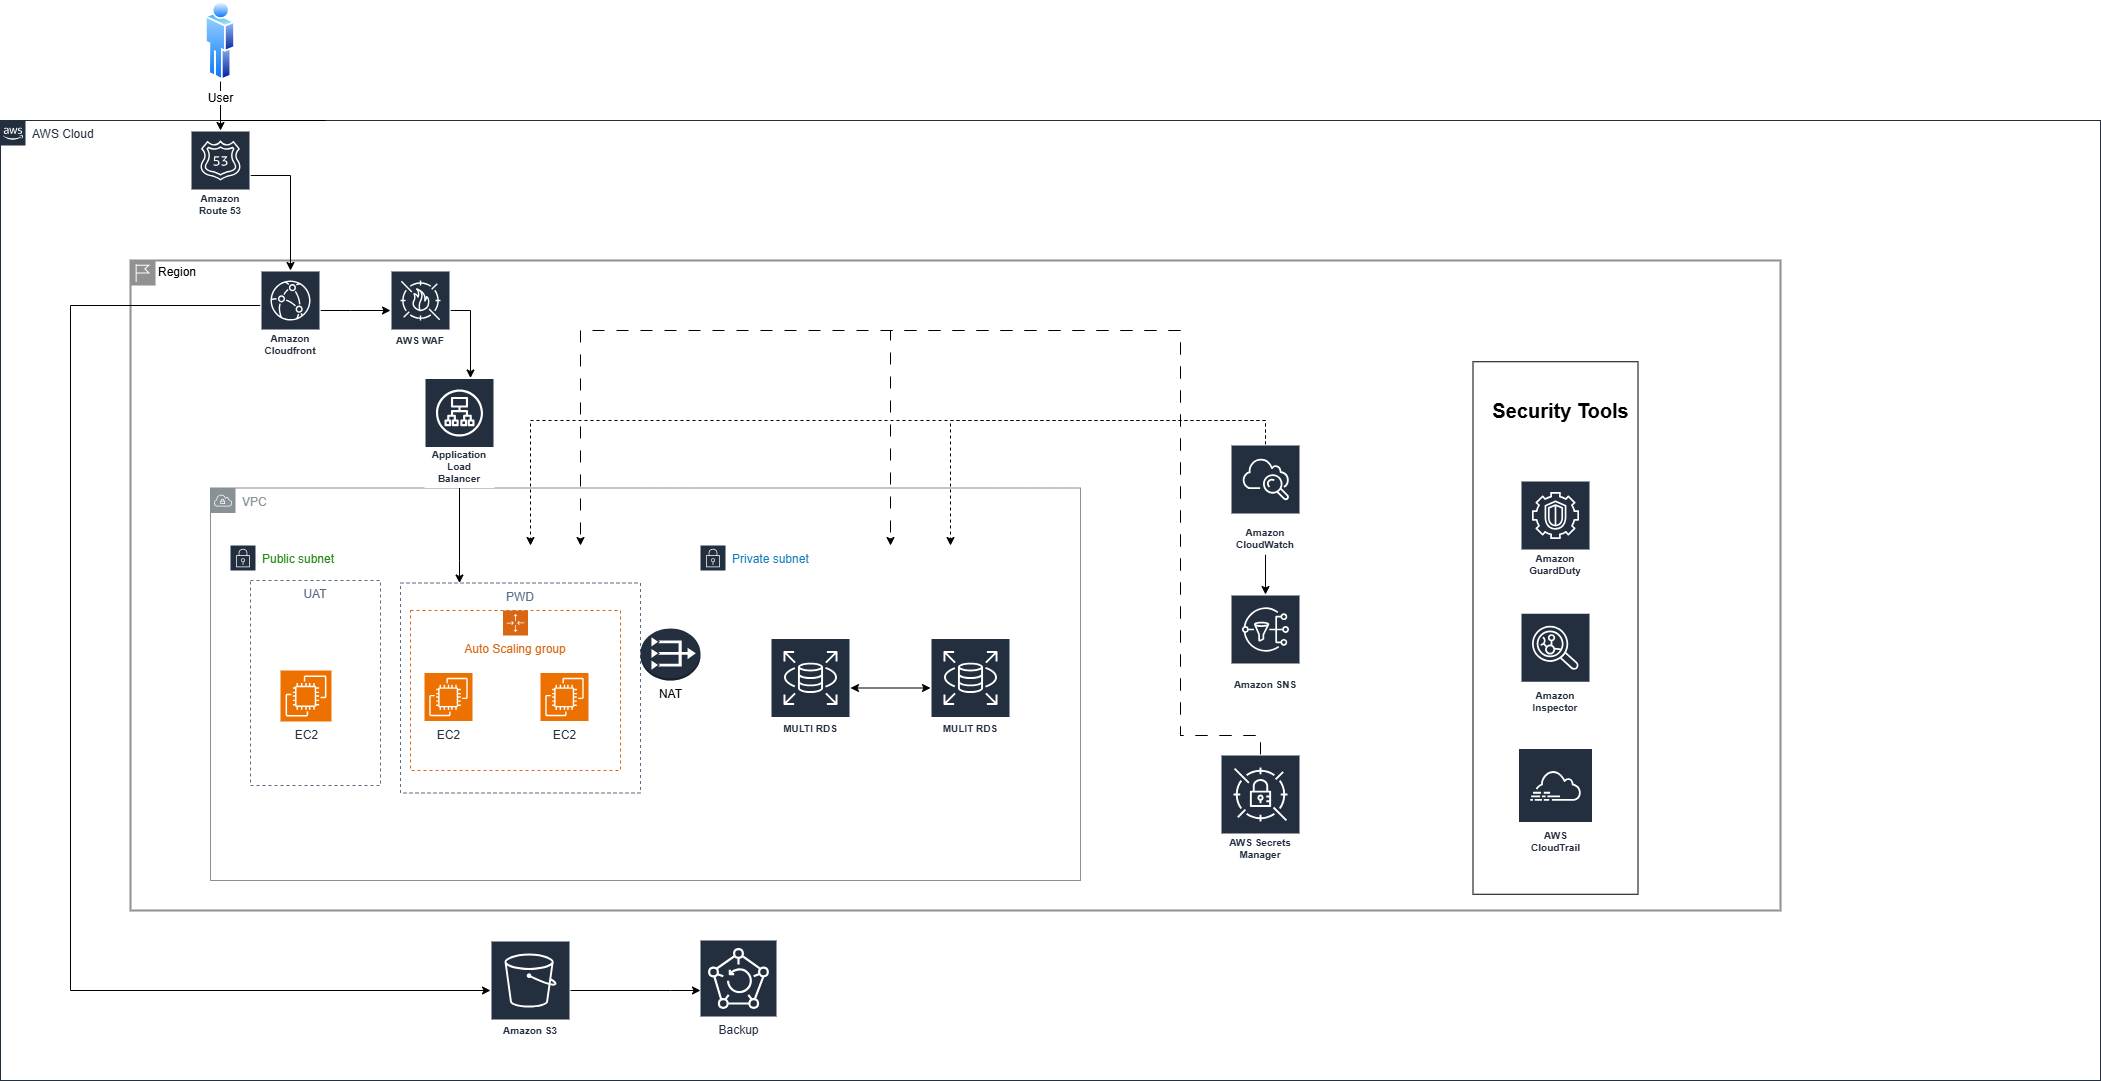 User
aws
AWS Cloud
53
Amazon
Route 53
Region
Amazon
Cloudfront
AWS WAF
Application
Load
Balancer
Security Tools
VPC
Amazon
CloudWatch
Public subnet
Private subnet
Amazon
GuardDuty
UAT
PWD
Auto Scaling group
EC2
EC2
EC2
NAT
MULTI RDS
MULIT RDS
Amazon SNS
Amazon
Inspector
AWS Secrets
Manager
AWS
CloudTrail
Amazon S3
Backup